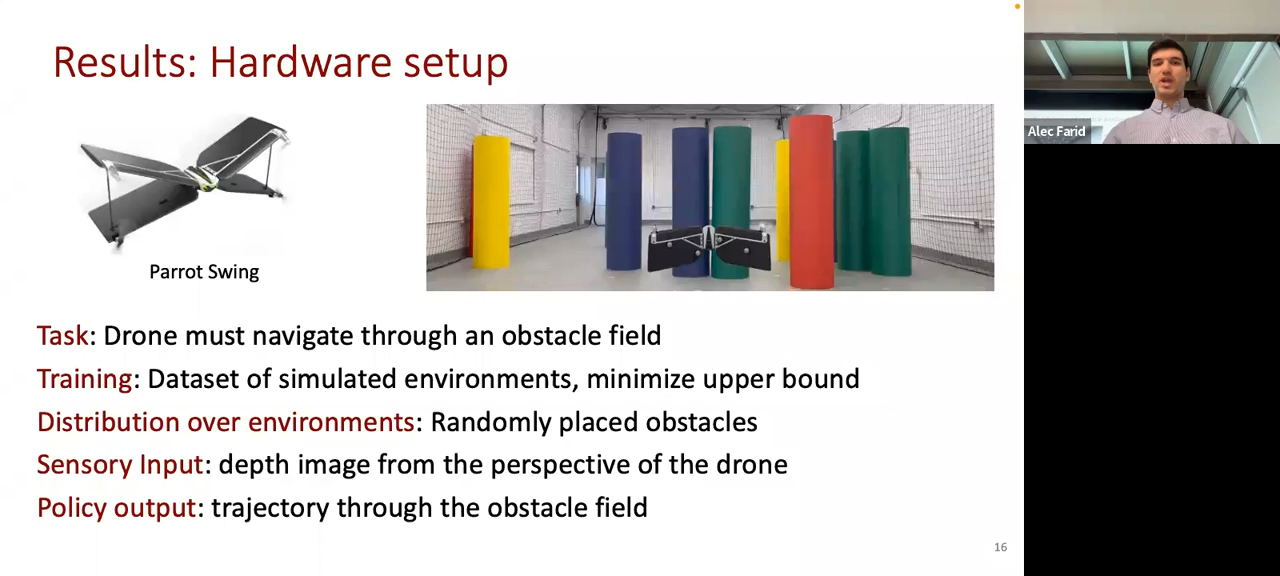 Results: Hardware setup
Alec Farid
Parrot Swing
Task: Drone must navigate through an obstacle field
Training: Dataset of simulated environments, minimize upper bound
Distribution over environments: Randomly placed obstacles
Sensory Input: depth image from the perspective of the drone
Policy output: trajectory through the obstacle field
16